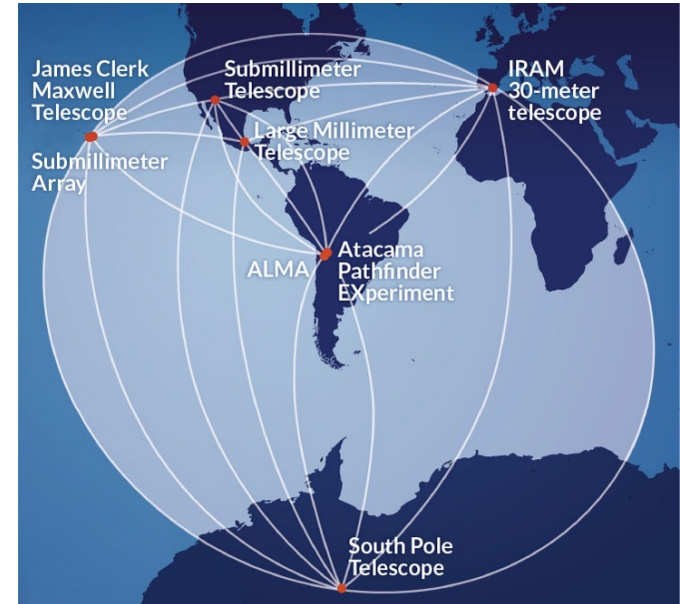 James Clerk
Maxwell
Telescope
Submillimeter
Telescope
IRAM
30-meter
telescope
Large Millimeter
Telescope
Submillimeter
Array
ALMA
Atacama
Pathfinder
EXperiment
South Pole
Telescope